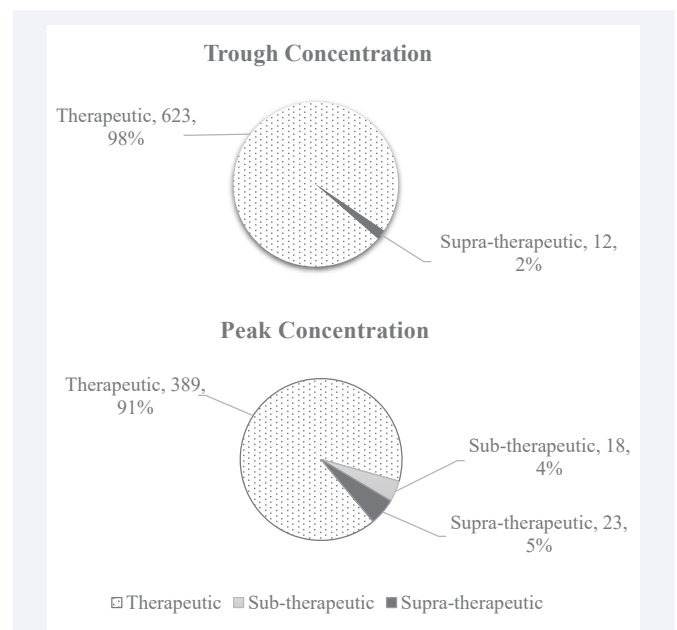 Trough Concentration
Therapeutic, 623,
98%
Supra-therapeutic, 12,
2%
Peak Concentration
Therapeutic, 389,
91%
Sub-therapeutic, 18,
4%
Supra-therapeutic, 23,
5%
Therapeutic Sub-therapeutic Supra-therapeutic